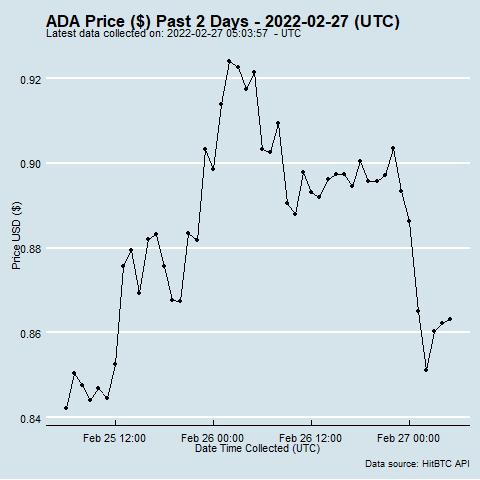 ADA Price ($) Past 2 Days - 2022-02-27 (UTC)
Latest data collected on: 2022-02-27 05:03:57 - UTC
0.92
0.90
0.88
0.86
0.84
Price USD ($)
Feb 25 12:00
Feb 26 00:00
Feb 26 12:00
Feb 27 00:00
Date Time Collected (UTC)
Data source: HitBTC API